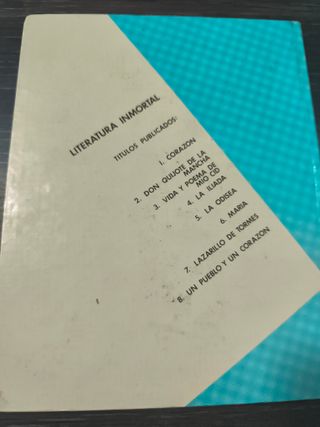 LITERATURA INMORTAL
TITULOS PUBLICADOS:
1. CORAZON
2. DON QUIJOTE DE LA
MANCHA
3. VIDA Y POEMA DE
MIO CID
4. LA ILIADA
5. LA ODISEA
6. MARIA
7. LAZARILLO DE TORMES
8. UN PUEBLO Y UN CORAZON